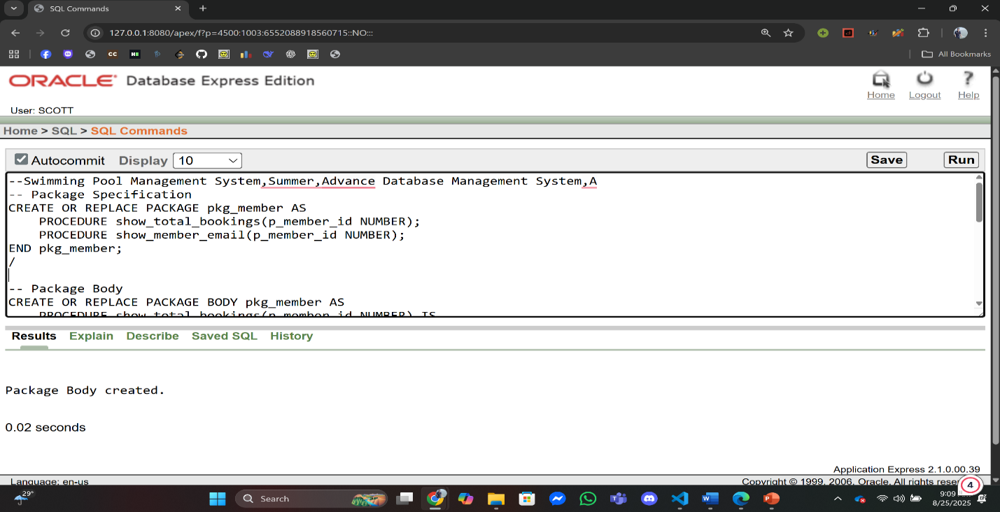 SQL Commands
127.0.0.1:8080/apex/f?p=4500:1003:6552088918560715::NO:::
All Bookmarks
ORACLE Database Express Edition
Home Logout Help
User: SCOTT
Home > SQL > SQL Commands
Autocommit Display 10 Save Run
--Swimming Pool Management System,Summer,Advance Database Management System,A
-- Package Specification
CREATE OR REPLACE PACKAGE pkg_member AS
PROCEDURE show_total_bookings(p_member_id NUMBER);
PROCEDURE show_member_email(p_member_id NUMBER);
END pkg_member;
/
-- Package Body
CREATE OR REPLACE PACKAGE BODY pkg_member AS
PROCEDURE show_total_bookings(p_member_id NUMBER) IS
Results Explain Describe Saved SQL History
Package Body created.
0.02 seconds
Application Express 2.1.0.00.39
Language: en-us Copyright © 1999, 2006, Oracle. All rights
29° Search 9:09 4
8/25/2025